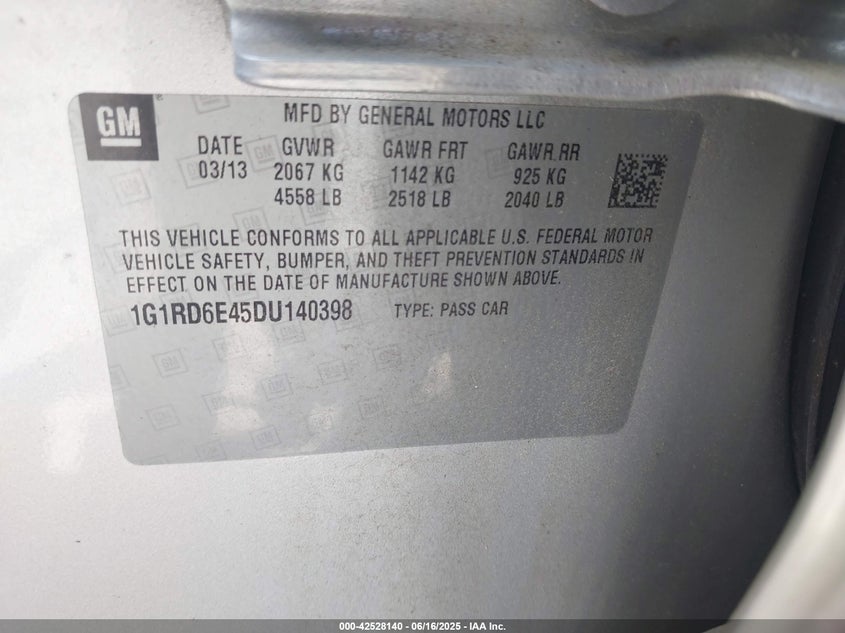 GM
MFD BY GENERAL MOTORS LLC
DATE GVWR GAWR FRT GAWR RR
03/13 2067 KG 1142 KG 925 KG
4558 LB 2518 LB 2040 LB
THIS VEHICLE CONFORMS TO ALL APPLICABLE U.S. FEDERAL MOTOR
VEHICLE SAFETY, BUMPER, AND THEFT PREVENTION STANDARDS IN
EFFECT ON THE DATE OF MANUFACTURE SHOWN ABOVE.
1G1RD6E45DU140398 TYPE: PASS CAR
000-42528140 - 06/16/2025 - IAA Inc.